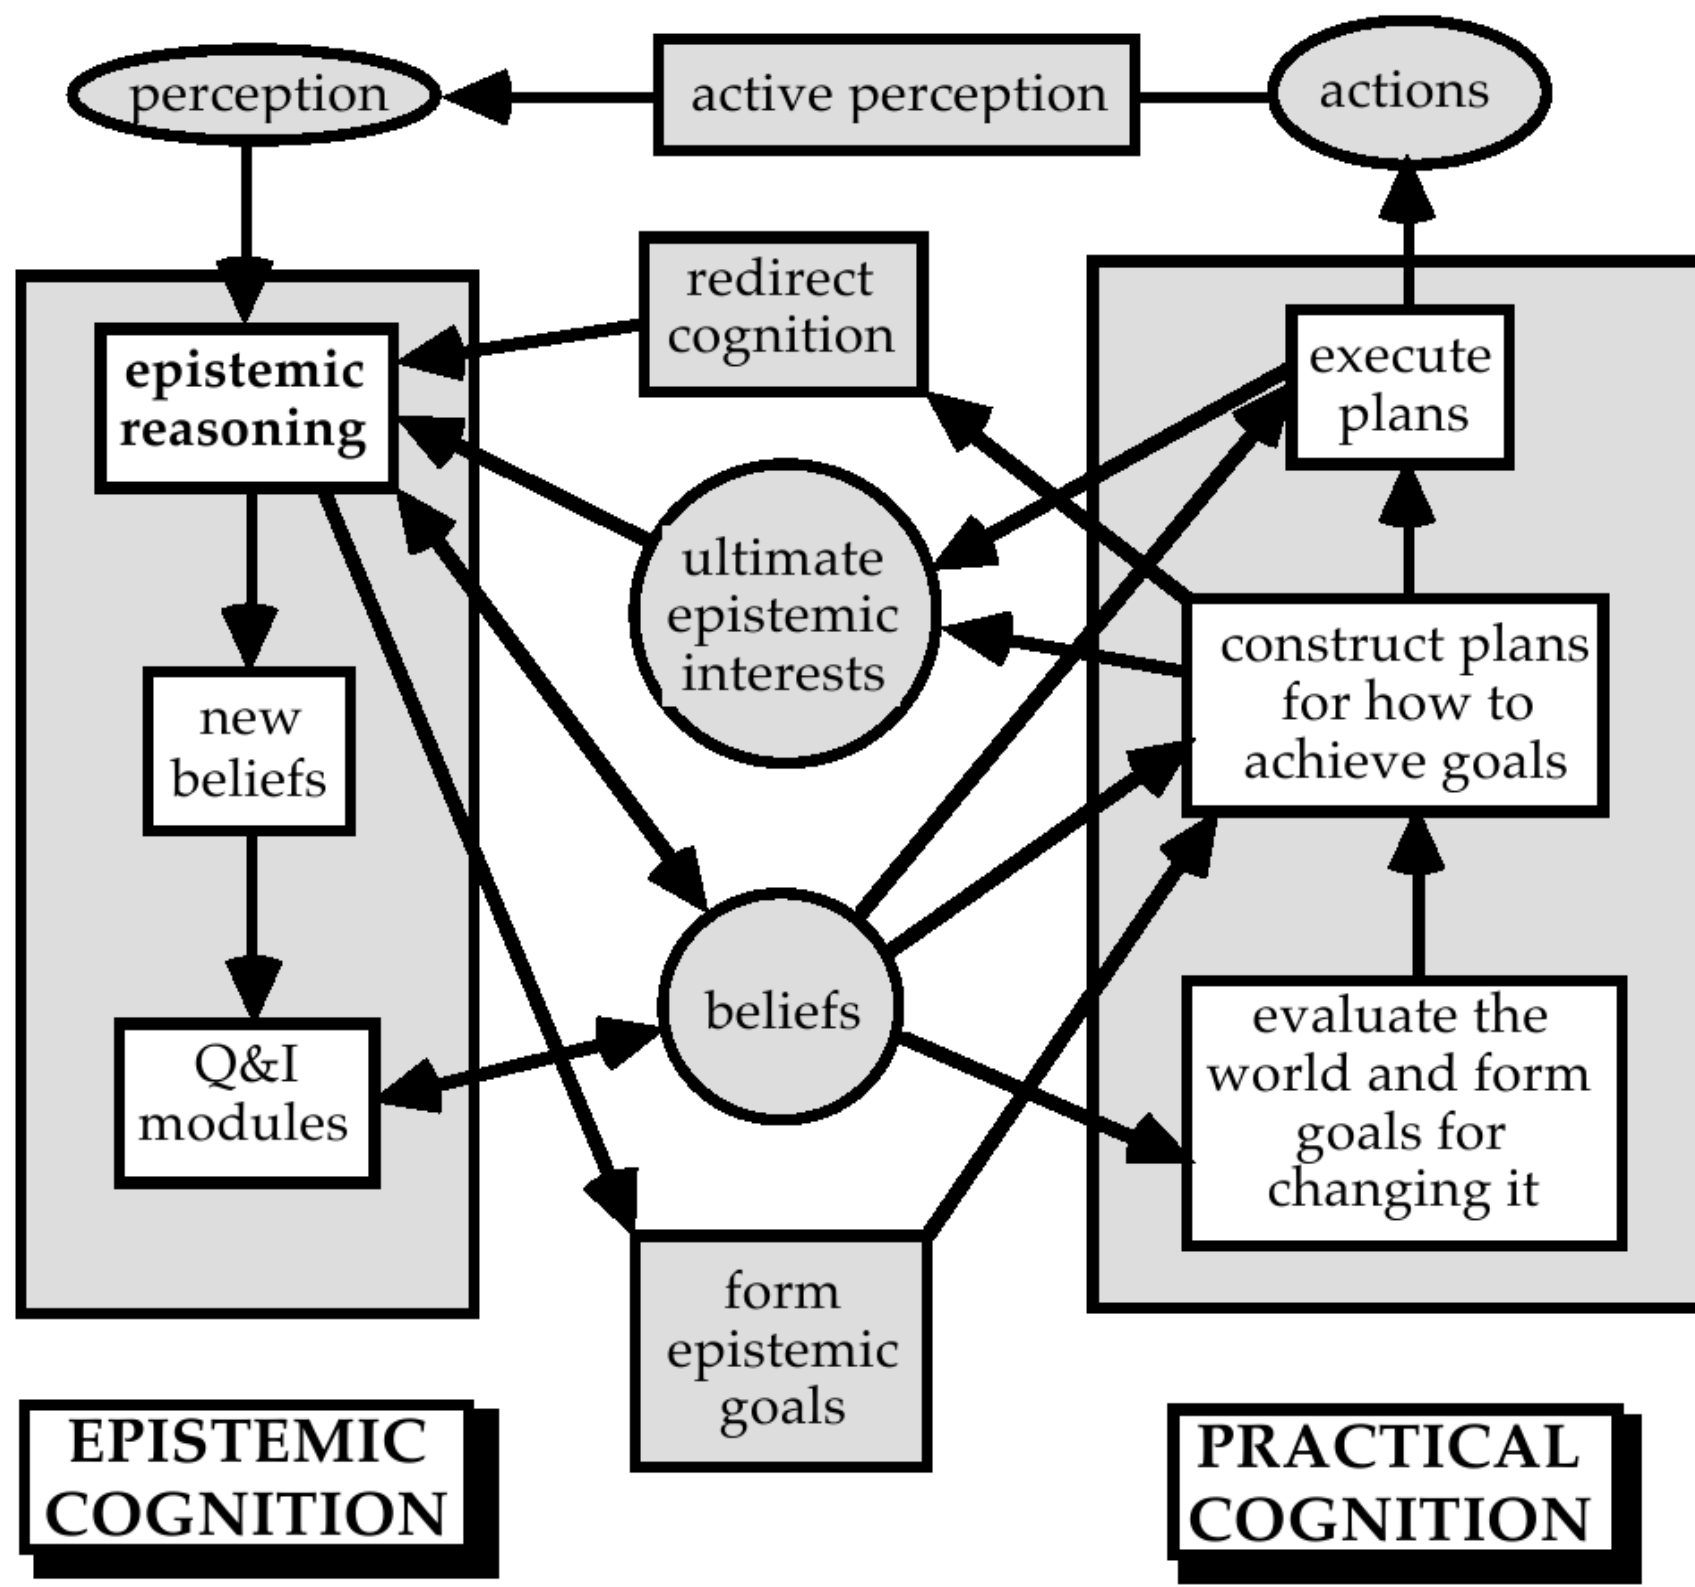 perception
active perception
actions
redirect
cognition
epistemic
reasoning
execute
plans
ultimate
epistemic
interests
construct plans
for how to
achieve goals
new
beliefs
beliefs
evaluate the
world and form
goals for
changing it
Q&I
modules
form
epistemic
goals
EPISTEMIC
COGNITION
PRACTICAL
COGNITION